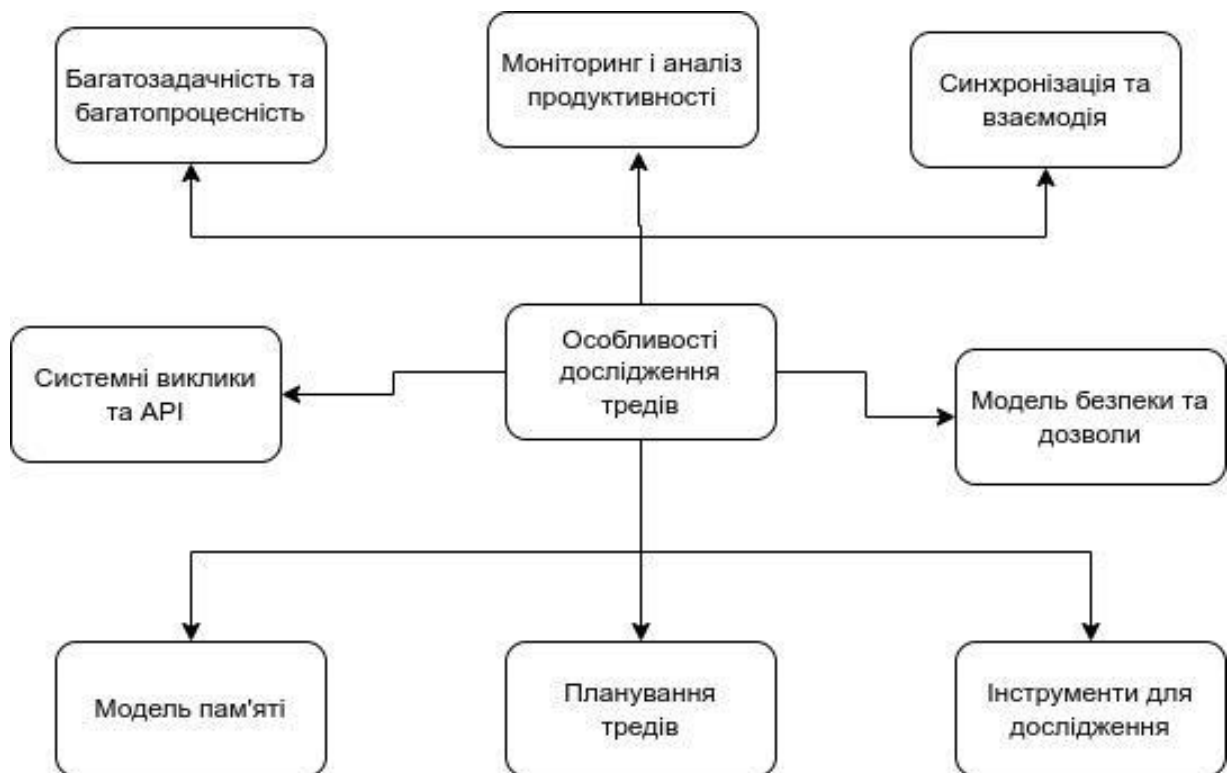 Багатозадачність та
багатопроцесність
Моніторинг і аналіз
продуктивності
Синхронізація та
взаємодія
Системні виклики
та API
Особливості
дослідження
тредів
Модель безпеки та
дозволи
Модель пам'яті
Планування
тредів
Інструменти для
дослідження